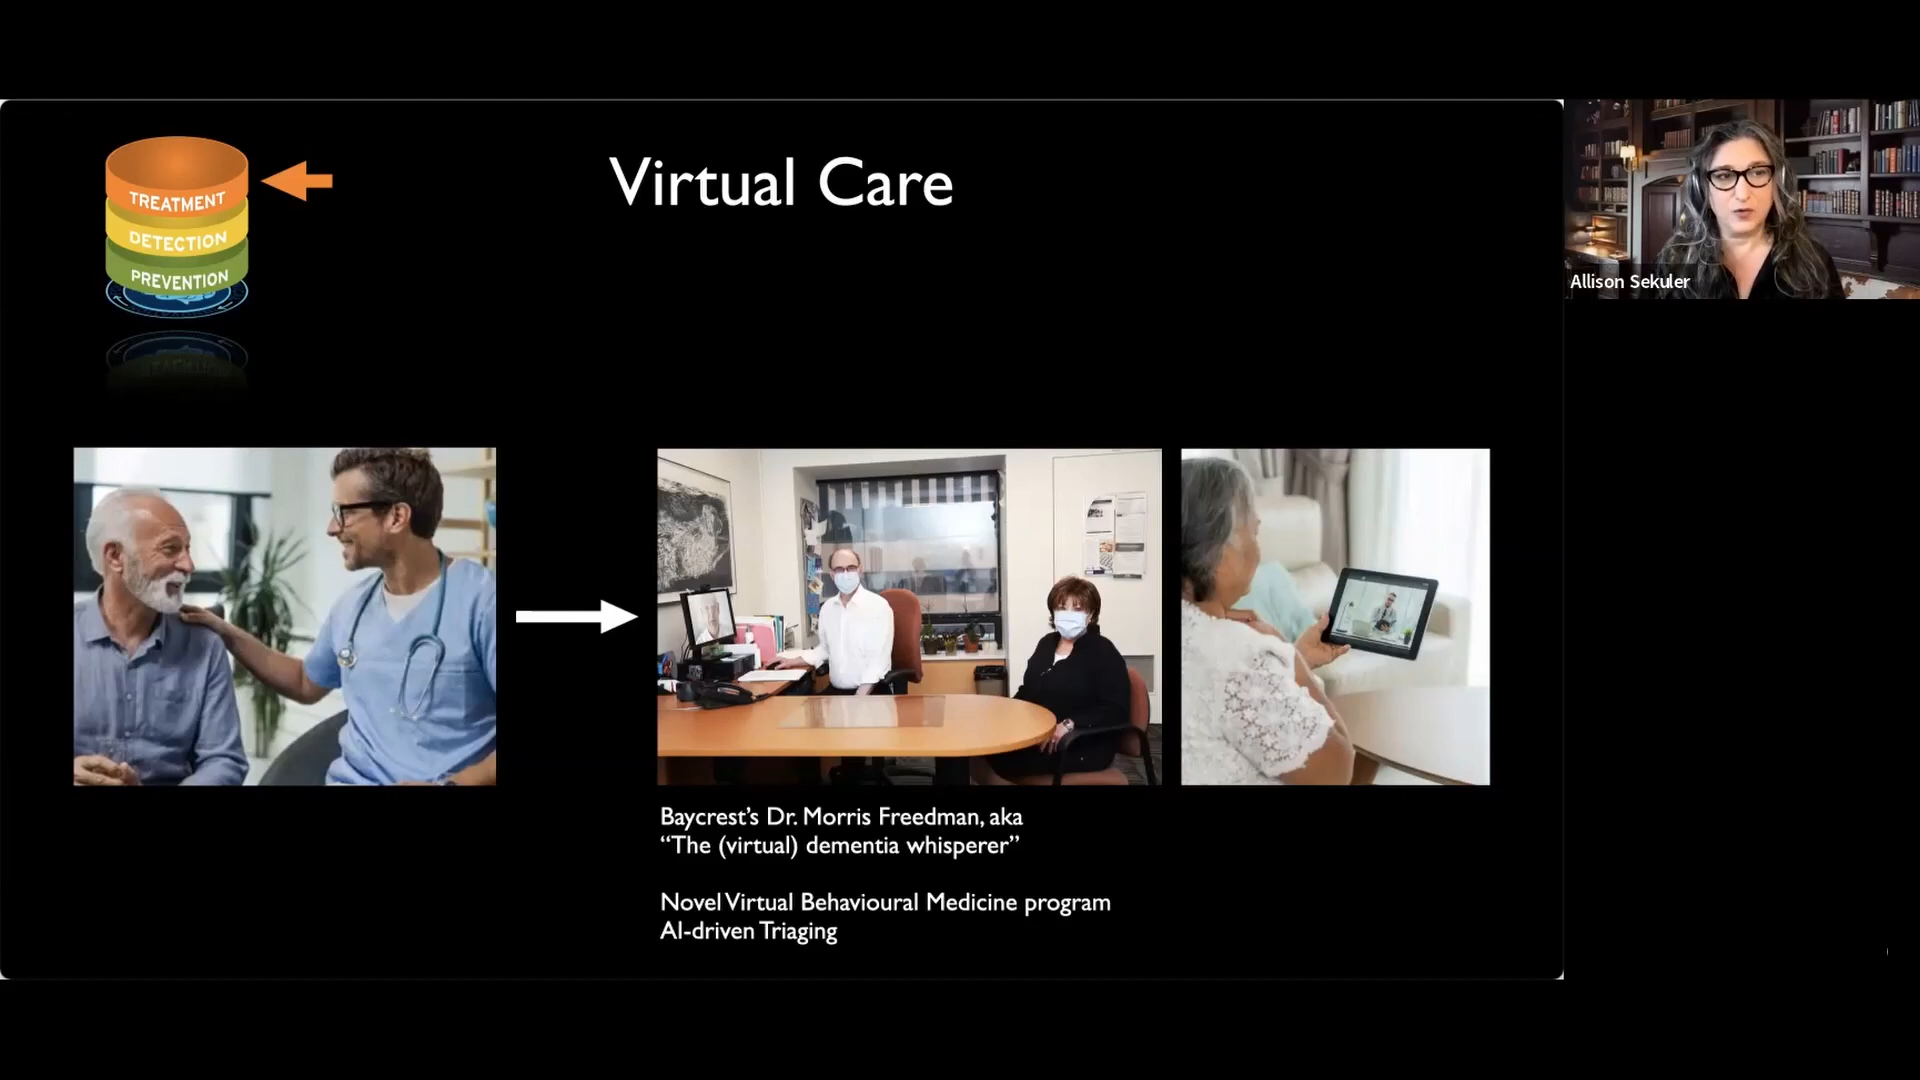 Virtual Care
TREATMENT
DETECTION
PREVENTION
Allison Sekuler
Baycrest’s Dr. Morris Freedman, aka
“The (virtual) dementia whisperer”
Novel Virtual Behavioural Medicine program
AI-driven Triaging